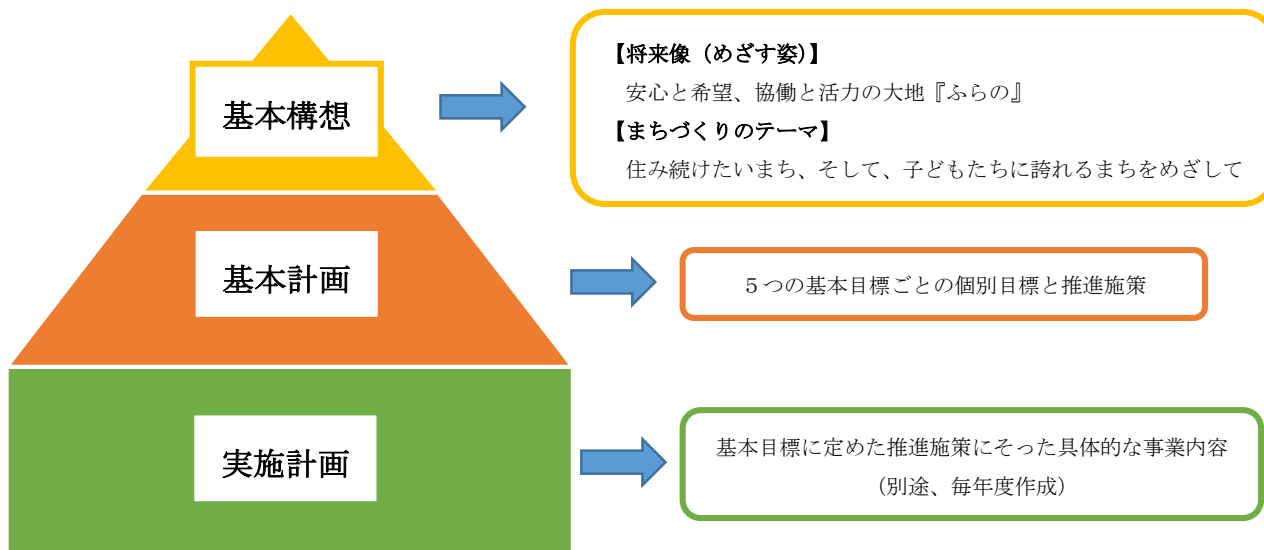 基本構想
【将来像（めざす姿）】
安心と希望、協働と活力の大地『ふらの』
【まちづくりのテーマ】
住み続けたいまち、そして、子どもたちに誇れるまちをめざして
基本計画
５つの基本目標ごとの個別目標と推進施策
実施計画
基本目標に定めた推進施策にそった具体的な事業内容
（別途、毎年度作成）